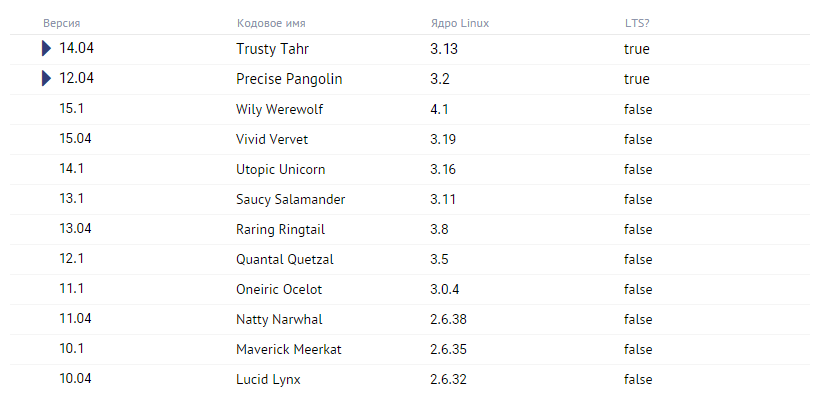 Версия Кодовое имя Ядро Linux LTS?
14.04 Trusty Tahr 3.13 true
12.04 Precise Pangolin 3.2 true
15.1 Wily Werewolf 4.1 false
15.04 Vivid Vervet 3.19 false
14.1 Utopic Unicorn 3.16 false
13.1 Saucy Salamander 3.11 false
13.04 Raring Ringtail 3.8 false
12.1 Quantal Quetzal 3.5 false
11.1 Oneiric Ocelot 3.0.4 false
11.04 Natty Narwhal 2.6.38 false
10.1 Maverick Meerkat 2.6.35 false
10.04 Lucid Lynx 2.6.32 false